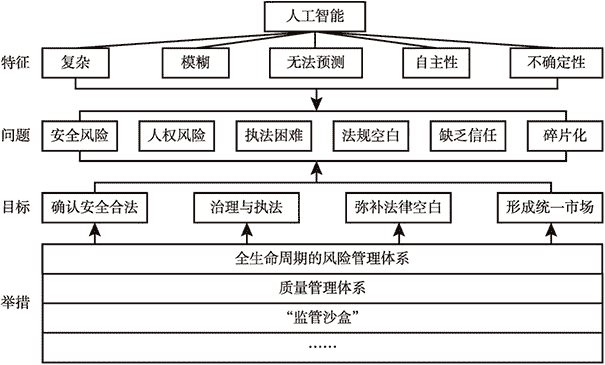 人工智能
特征 复杂 模糊 无法预测 自主性 不确定性
问题 安全风险 人权风险 执法困难 法规空白 缺乏信任 碎片化
目标 确认安全合法 治理与执法 弥补法律空白 形成统一市场
全生命周期的风险管理体系
质量管理体系
举措 “监管沙盒”
……